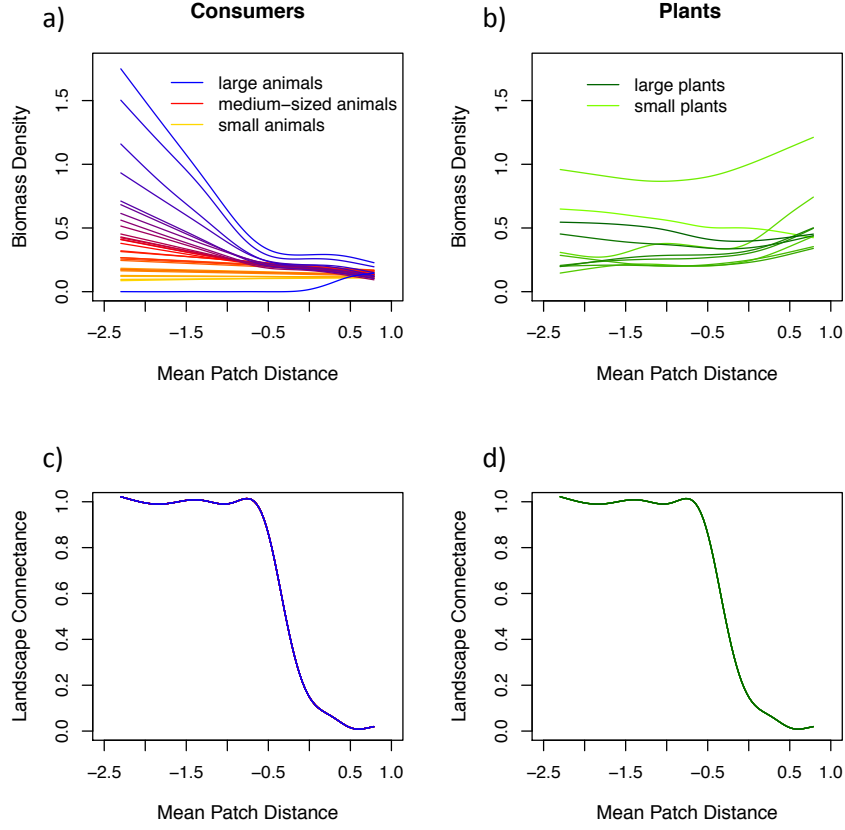 a)
Consumers
Biomass Density
0.0 0.5 1.0 1.5
large animals
medium-sized animals
small animals
−2.5 −1.5 −0.5 0.5 1.0
Mean Patch Distance
b)
Plants
Biomass Density
0.0 0.5 1.0 1.5
large plants
small plants
−2.5 −1.5 −0.5 0.5 1.0
Mean Patch Distance
c)
Landscape Connectance
0.0 0.2 0.4 0.6 0.8 1.0
−2.5 −1.5 −0.5 0.5 1.0
Mean Patch Distance
d)
Landscape Connectance
0.0 0.2 0.4 0.6 0.8 1.0
−2.5 −1.5 −0.5 0.5 1.0
Mean Patch Distance